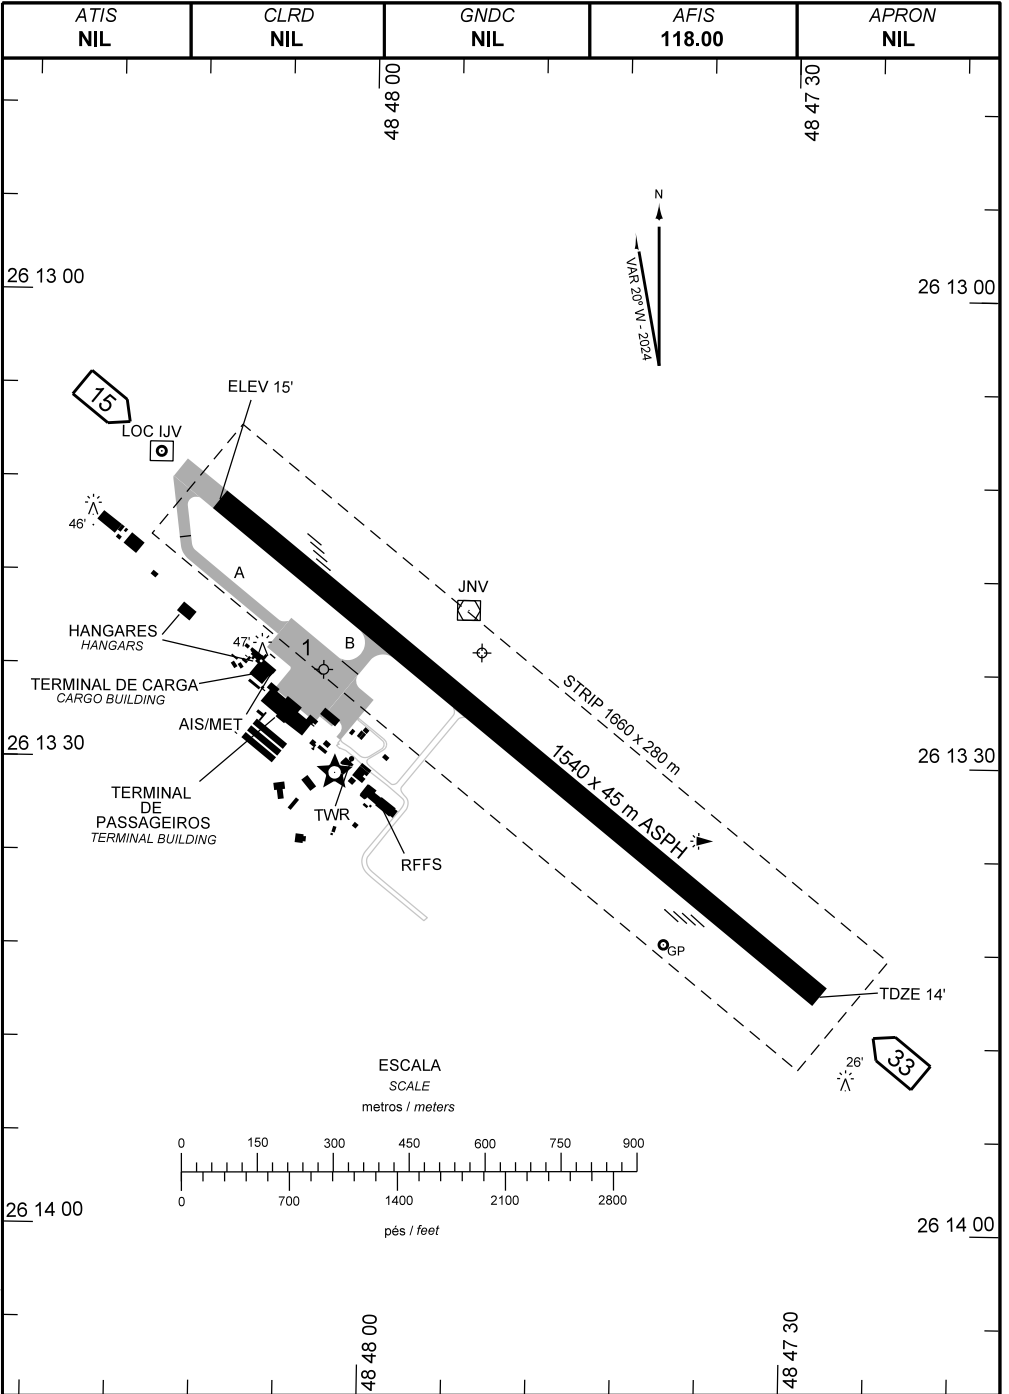 ATIS
NIL
CLRD
NIL
GNDC
NIL
AFIS
118.00
APRON
NIL
48 48 00
48 47 30
N
VAR 20° W - 2024
26 13 00
26 13 00
15
ELEV 15'
LOC IJV
46'
A
JNV
HANGARES
HANGARS
47'
1
B
TERMINAL DE CARGA
CARGO BUILDING
AIS/MET
STRIP 1660 x 280 m
26 13 30
26 13 30
1540 x 45 m ASPH
TERMINAL
DE
PASSAGEIROS
TERMINAL BUILDING
TWR
RFFS
GP
TDZE 14'
33
26'
ESCALA
SCALE
metros / meters
0 150 300 450 600 750 900
0 700 1400 2100 2800
pés / feet
26 14 00
26 14 00
48 48 00
48 47 30